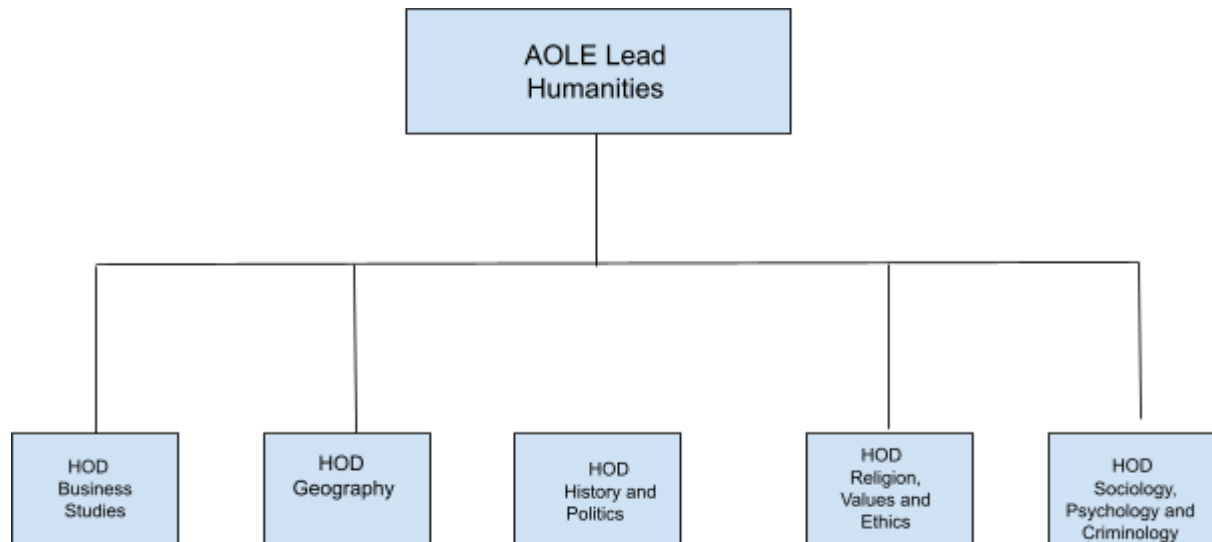 AOLE Lead
Humanities
HOD
Business
Studies
HOD
Geography
HOD
History and
Politics
HOD
Religion,
Values and
Ethics
HOD
Sociology,
Psychology and
Criminology